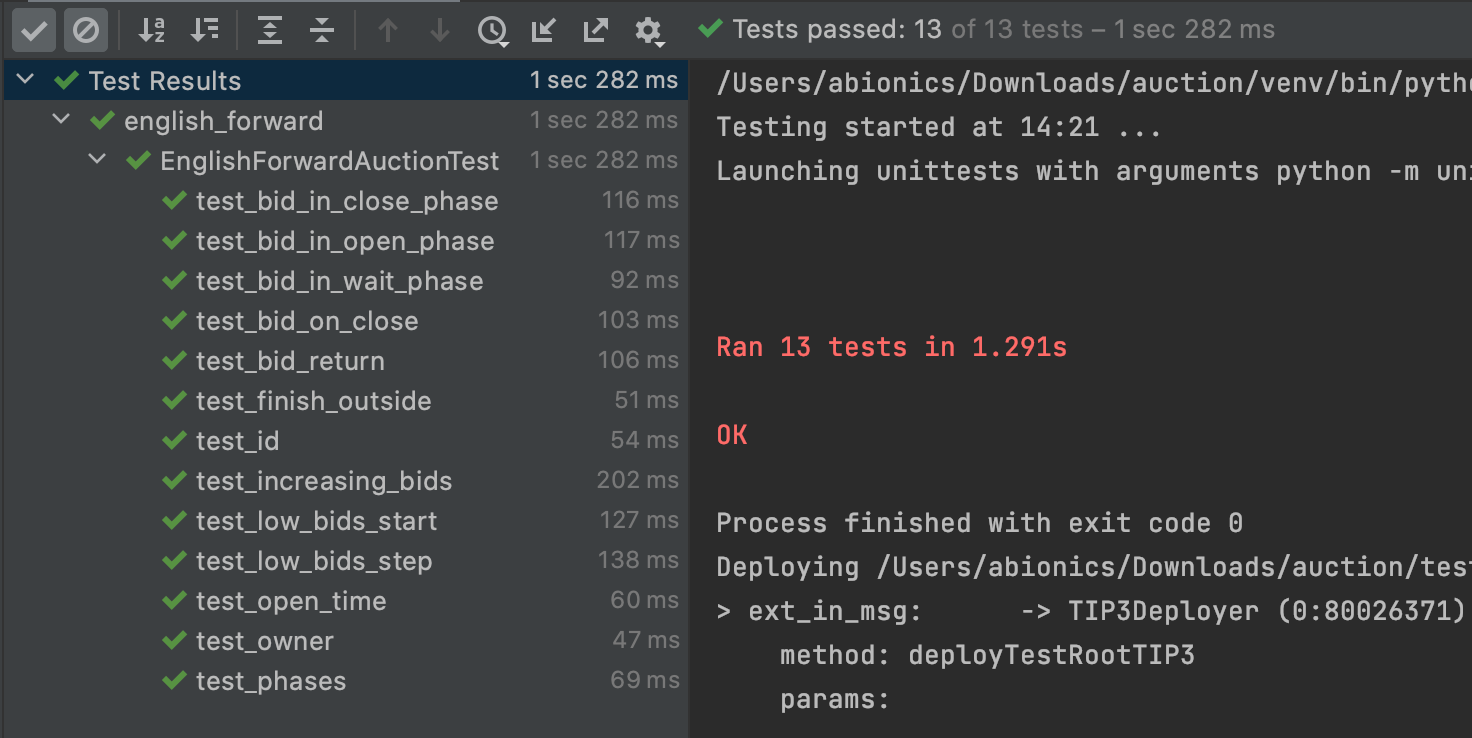 Tests passed: 13 of 13 tests – 1 sec 282 ms
Test Results 1 sec 282 ms
english_forward 1 sec 282 ms
EnglishForwardAuctionTest 1 sec 282 ms
test_bid_in_close_phase 116 ms
test_bid_in_open_phase 117 ms
test_bid_in_wait_phase 92 ms
test_bid_on_close 103 ms
test_bid_return 106 ms
test_finish_outside 51 ms
test_id 54 ms
test_increasing_bids 202 ms
test_low_bids_start 127 ms
test_low_bids_step 138 ms
test_open_time 60 ms
test_owner 47 ms
test_phases 69 ms
/Users/abionics/Downloads/auction/venv/bin/pytho
Testing started at 14:21 ...
Launching unittests with arguments python -m uni
Ran 13 tests in 1.291s
OK
Process finished with exit code 0
Deploying /Users/abionics/Downloads/auction/test
> ext_in_msg: -> TIP3Deployer (0:80026371)
method: deployTestRootTIP3
params: